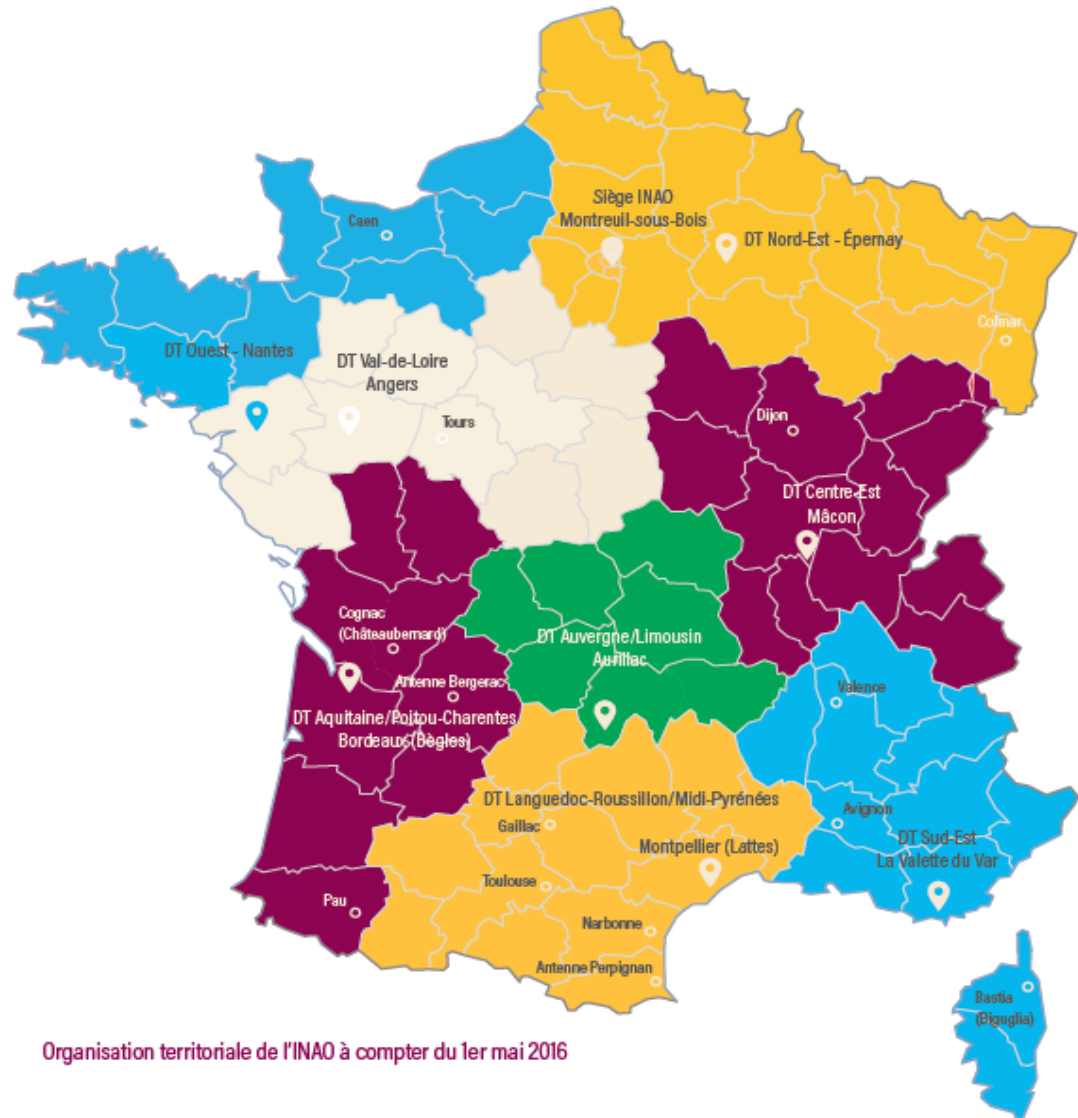 Siège INAO
Montreuil-sous-Bois
Caen
DT Nord-Est - Épernay
Colmar
DT Ouest - Nantes
DT Val-de-Loire
Angers
Tours
Dijon
DT Centre-Est
Mâcon
Cognac
(Châteaubernard)
DT Auvergne/Limousin
Aurillac
Antenne Bergerac
Valence
DT Aquitaine/Poitou-Charentes
Bordeaux (Bègles)
DT Languedoc-Roussillon/Midi-Pyrénées
Gaillac
Avignon
Montpellier (Lattes)
DT Sud-Est
La Valette du Var
Toulouse
Pau
Narbonne
Antenne Perpignan
Bastia
(Biguglia)
Organisation territoriale de l'INAO à compter du 1er mai 2016